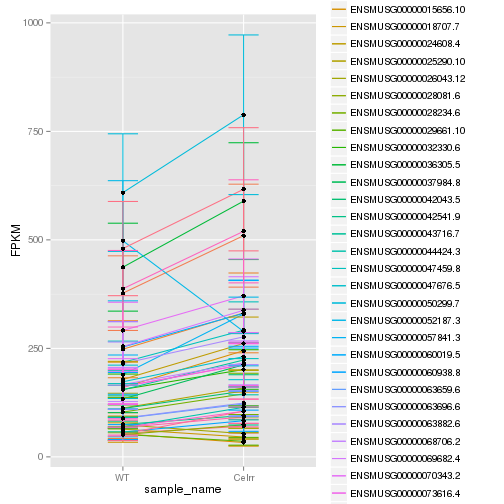 1000
750
500
250
0
FPKM
WT
Celrr
sample_name
ENSMUSG00000015656.10
ENSMUSG00000018707.7
ENSMUSG00000024608.4
ENSMUSG00000025290.10
ENSMUSG00000026043.12
ENSMUSG00000028081.6
ENSMUSG00000028234.6
ENSMUSG00000029661.10
ENSMUSG00000032330.6
ENSMUSG00000036305.5
ENSMUSG00000037984.8
ENSMUSG00000042043.5
ENSMUSG00000042541.9
ENSMUSG00000043716.7
ENSMUSG00000044424.3
ENSMUSG00000047459.8
ENSMUSG00000047676.5
ENSMUSG00000050299.7
ENSMUSG00000052187.3
ENSMUSG00000057841.3
ENSMUSG00000060019.5
ENSMUSG00000060938.8
ENSMUSG00000063659.6
ENSMUSG00000063696.6
ENSMUSG00000063882.6
ENSMUSG00000068706.2
ENSMUSG00000069682.4
ENSMUSG00000070343.2
ENSMUSG00000073616.4